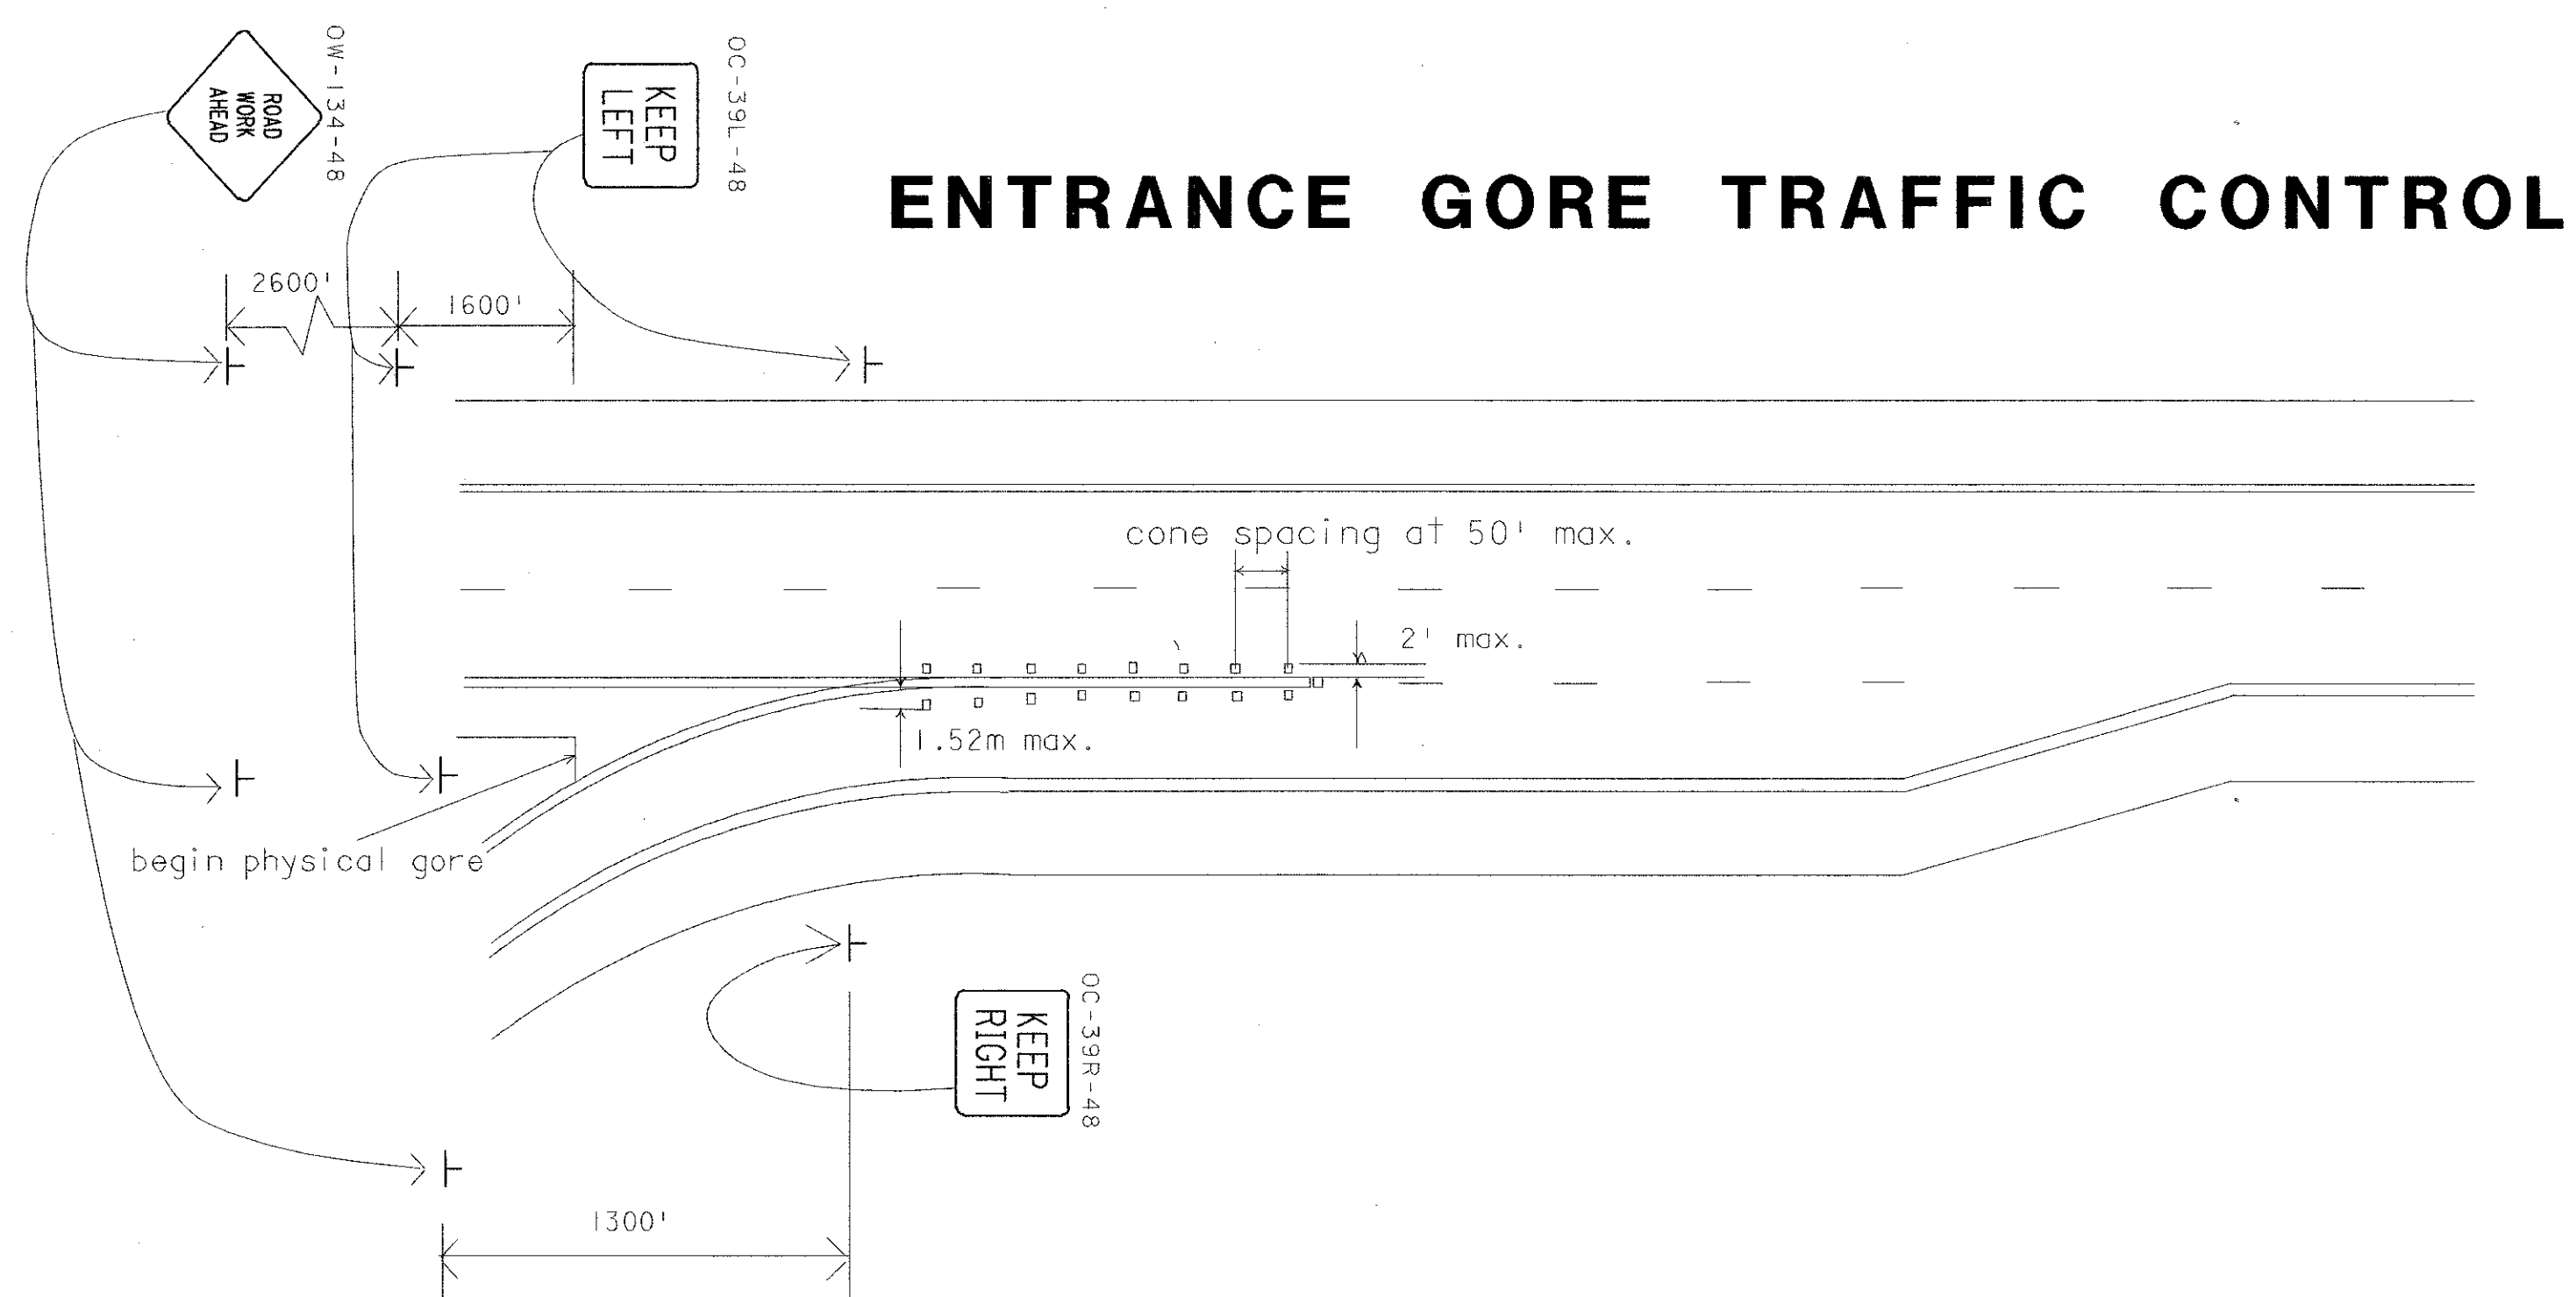 OW-134-48
ROAD
WORK
AHEAD
OC-39L-48
KEEP
LEFT
ENTRANCE GORE TRAFFIC CONTROL
2600'
1600'
cone spacing at 50' max.
2' max.
1.52m max.
begin physical gore
OC-39R-48
KEEP
RIGHT
1300'